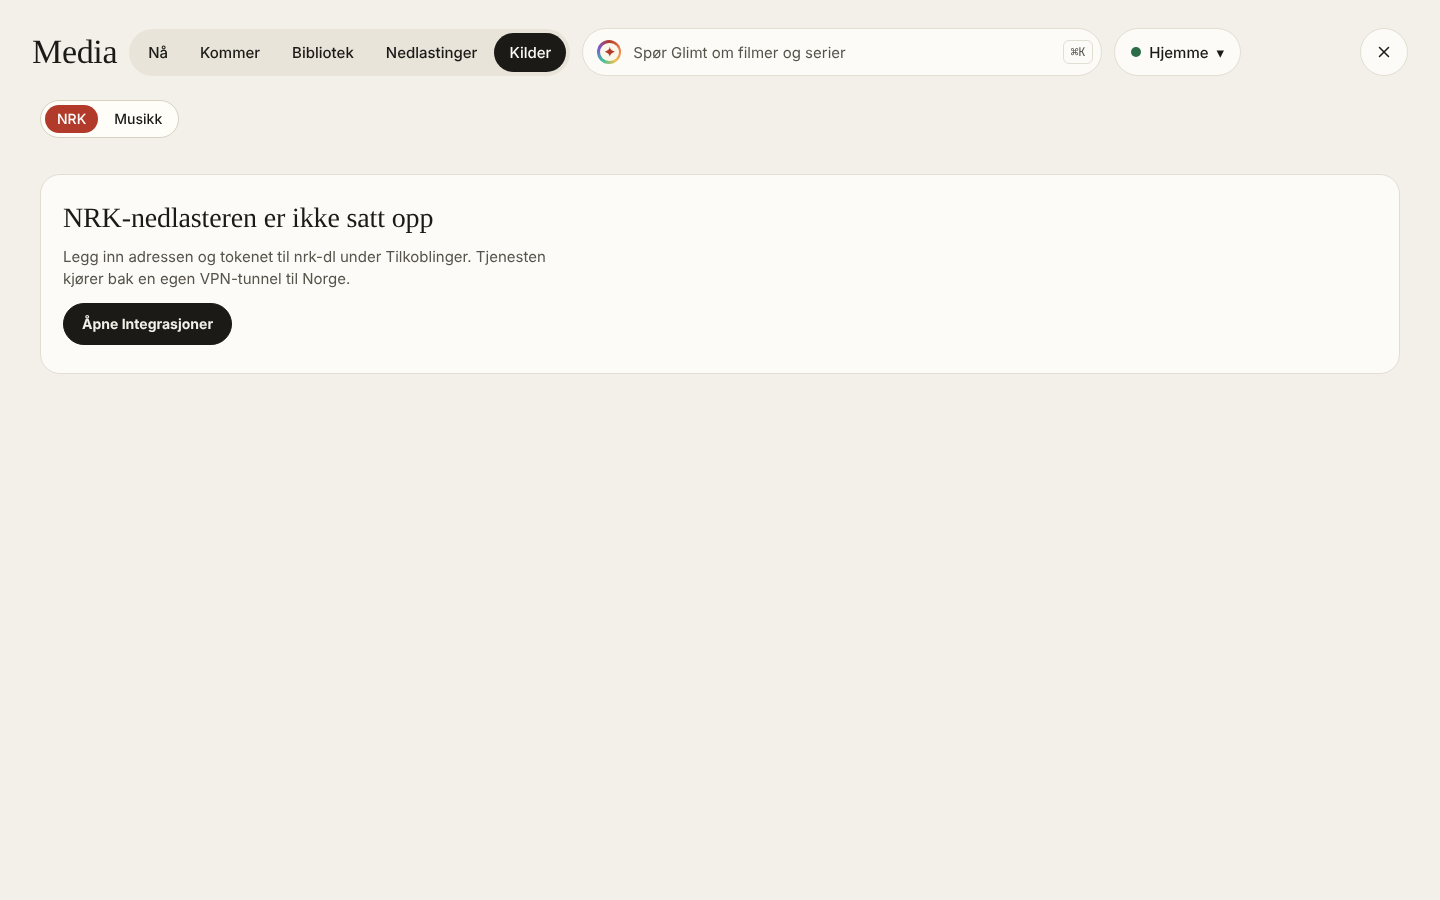 Media
Nå
Kommer
Bibliotek
Nedlastinger
Kilder
Spør Glimt om filmer og serier
⌘K
Hjemme ▾
NRK
Musikk
NRK-nedlasteren er ikke satt opp
Legg inn adressen og tokenet til nrk-dl under Tilkoblinger. Tjenesten
kjører bak en egen VPN-tunnel til Norge.
Åpne Integrasjoner